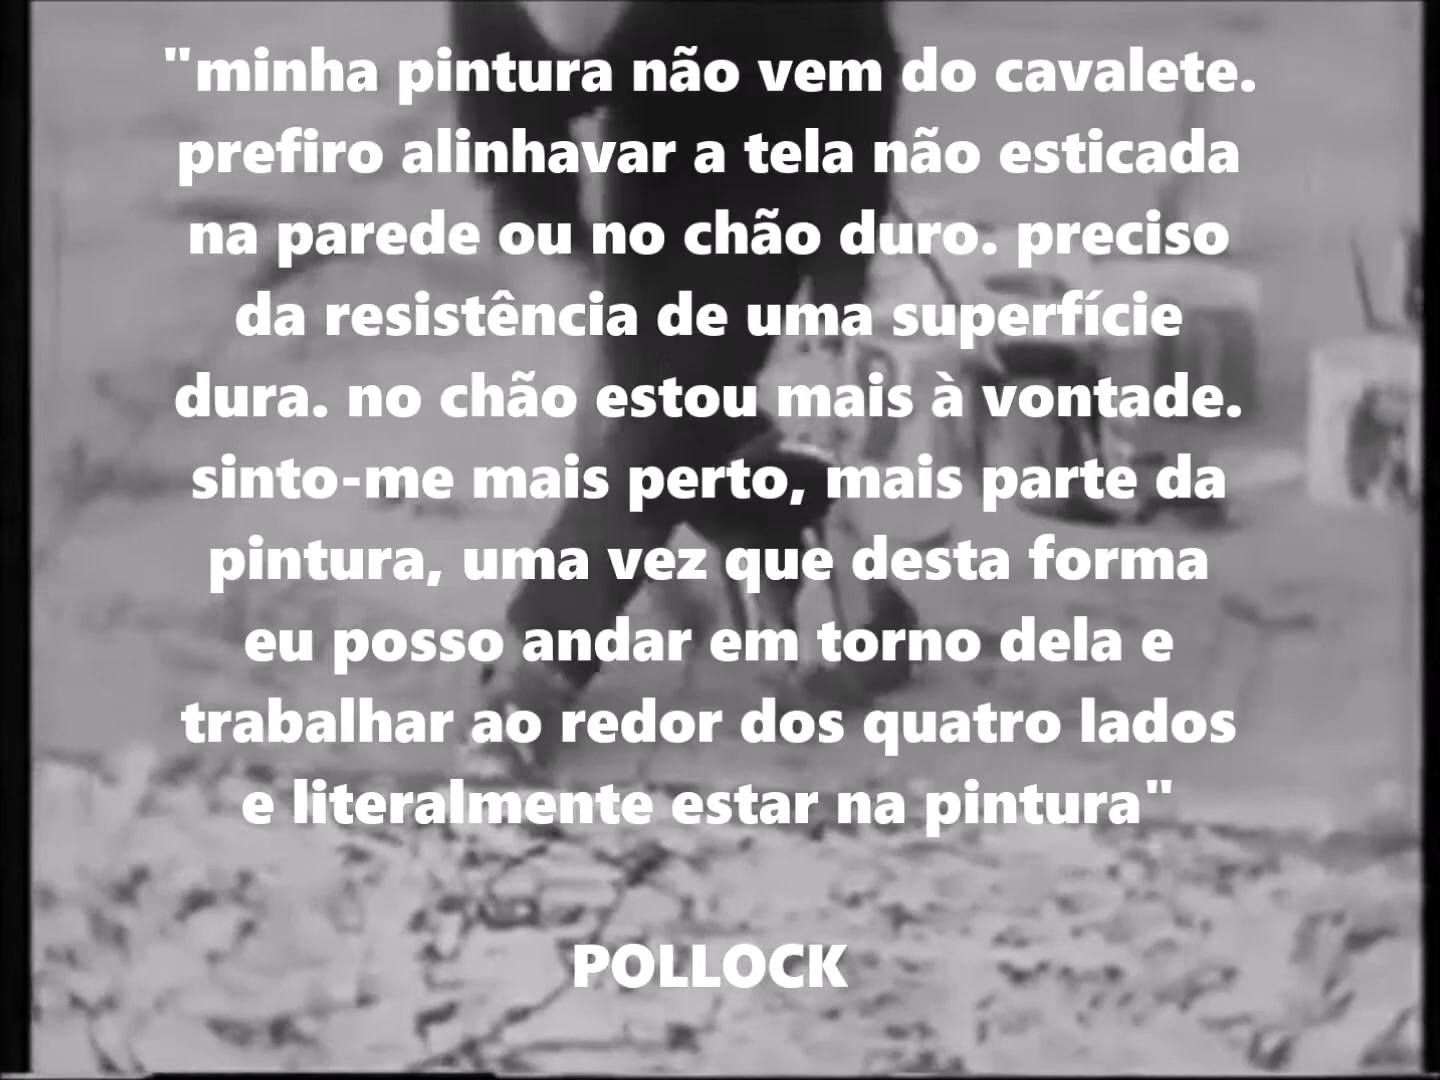 "minha pintura não vem do cavalete.
prefiro alinhavar a tela não esticada
na parede ou no chão duro. preciso
da resistência de uma superfície
dura. no chão estou mais à vontade.
sinto-me mais perto, mais parte da
pintura, uma vez que desta forma
eu posso andar em torno dela e
trabalhar ao redor dos quatro lados
e literalmente estar na pintura"
POLLOCK